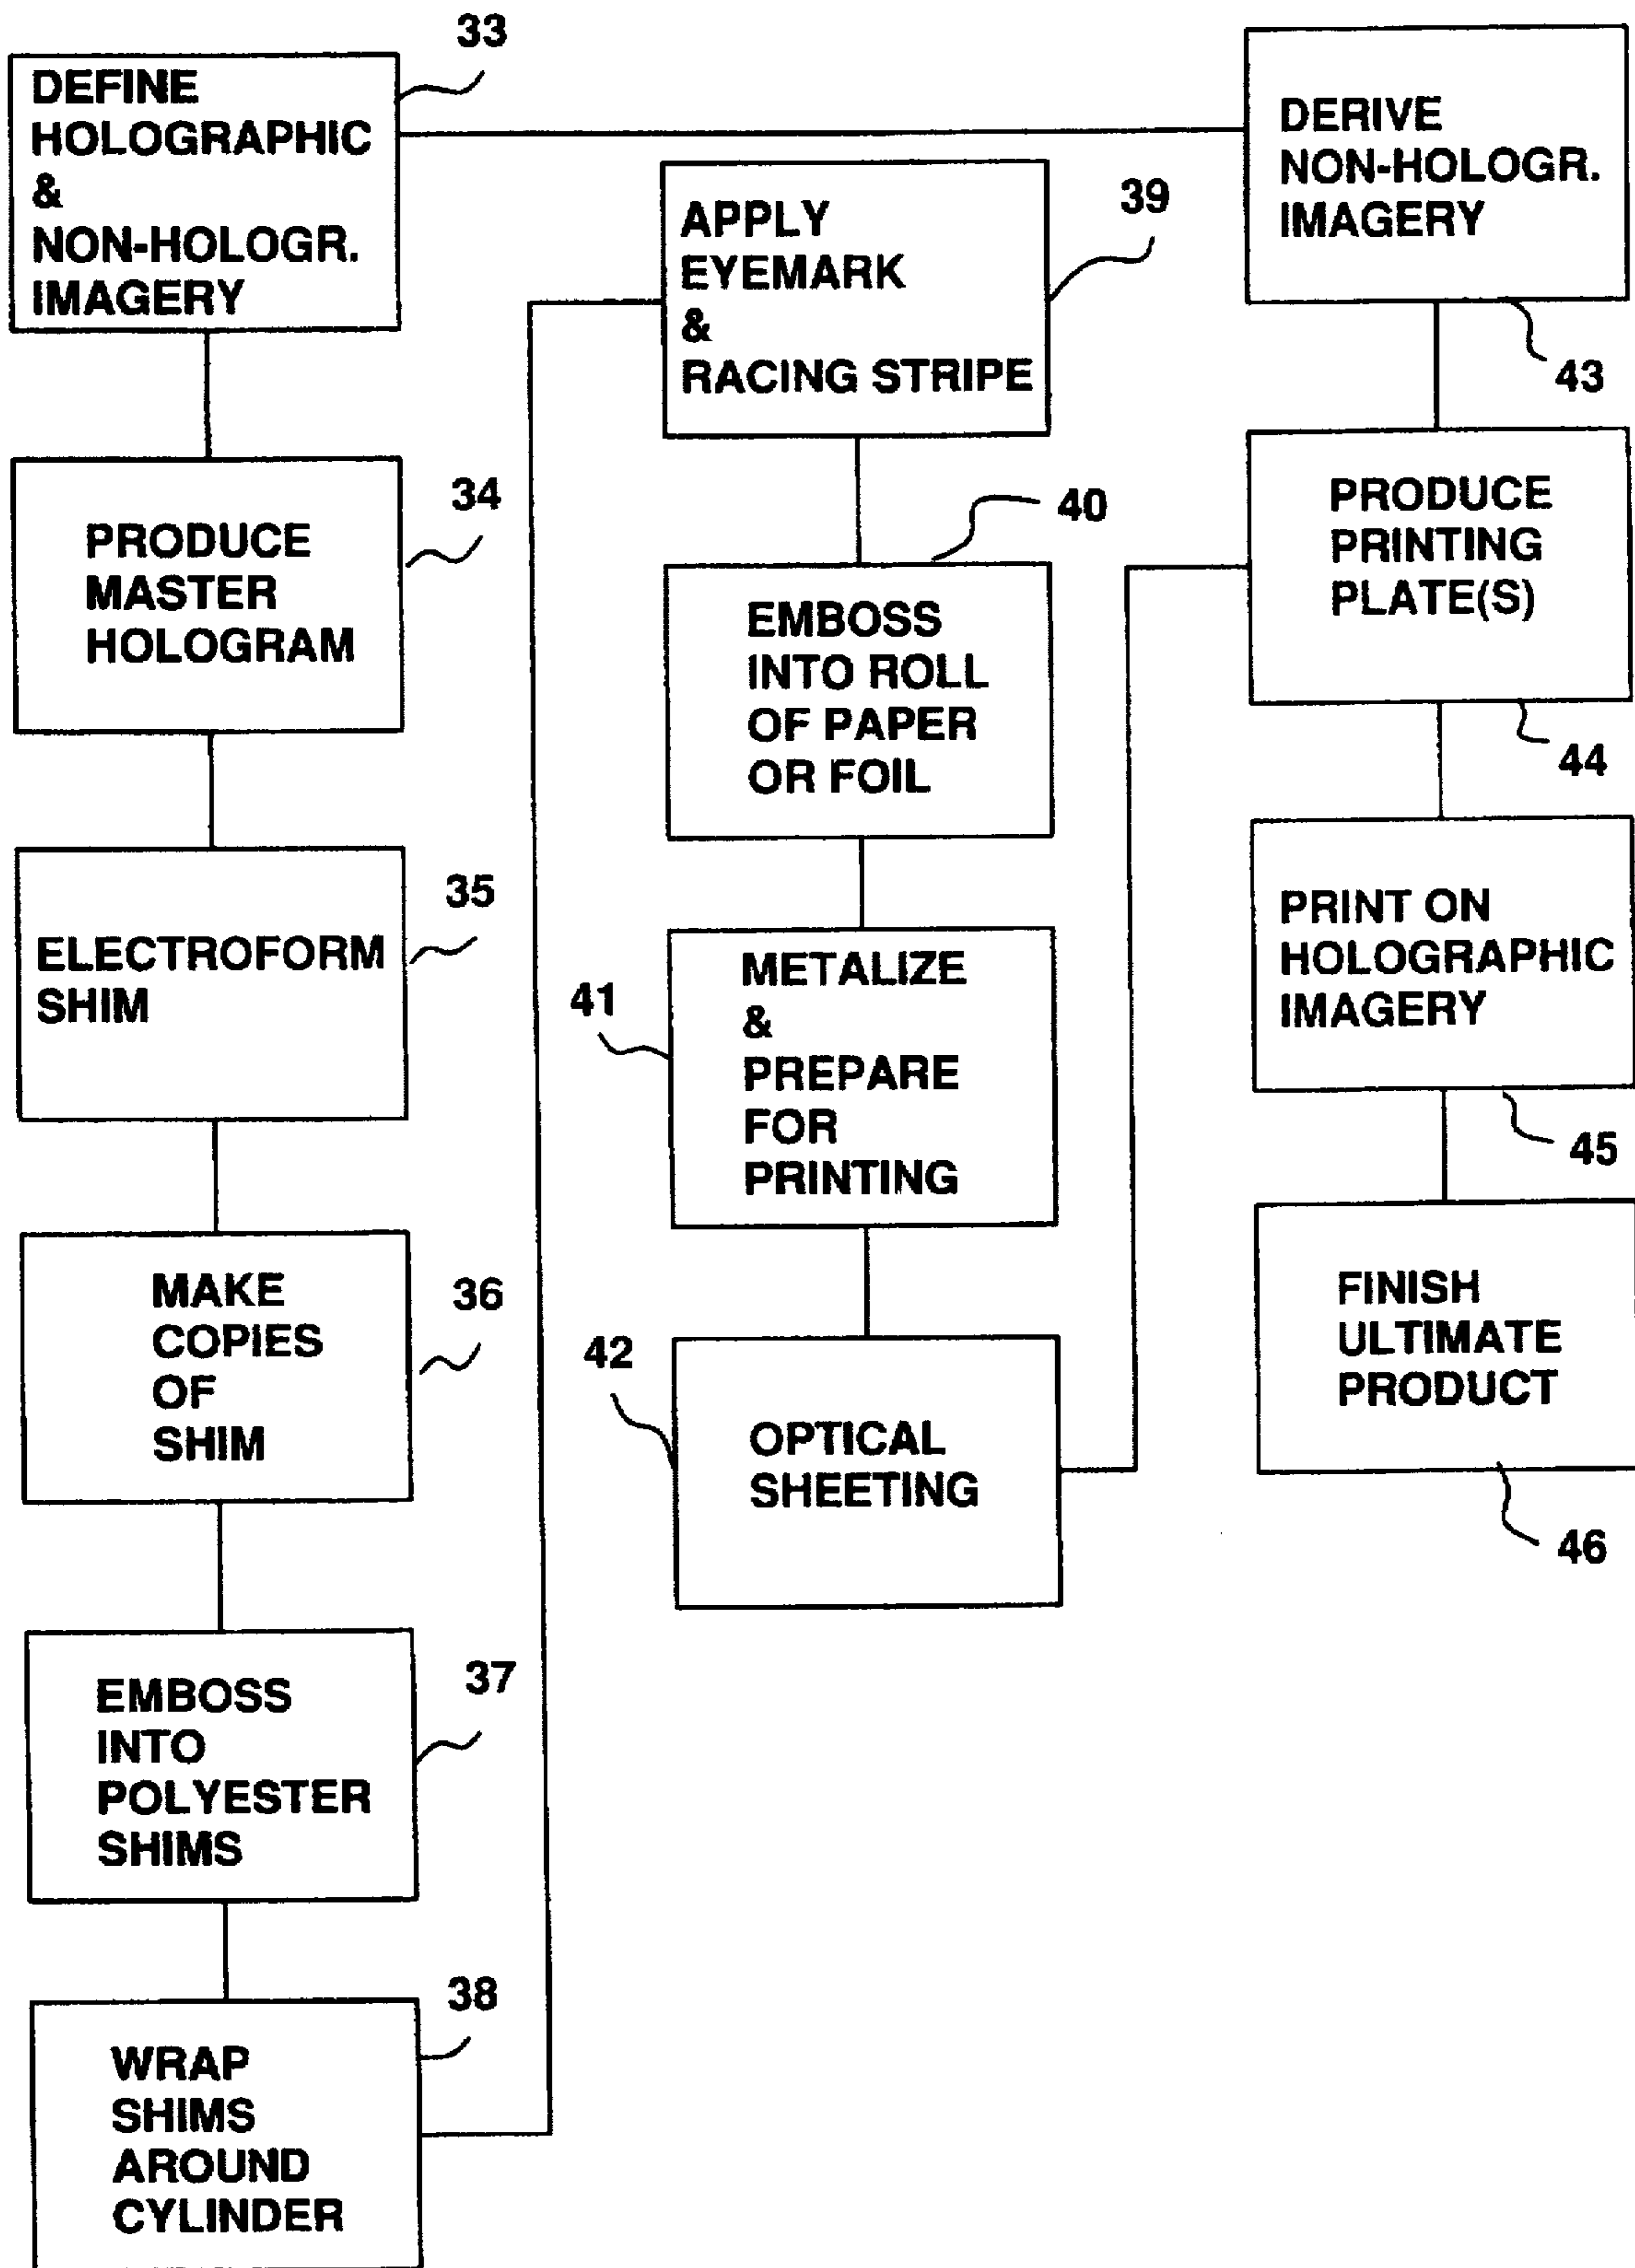 33
DEFINE
HOLOGRAPHIC
&
NON-HOLOGR.
IMAGERY
34
PRODUCE
MASTER
HOLOGRAM
35
ELECTROFORM
SHIM
36
MAKE
COPIES
OF
SHIM
37
EMBOSS
INTO
POLYESTER
SHIMS
38
WRAP
SHIMS
AROUND
CYLINDER
39
APPLY
EYEMARK
&
RACING STRIPE
40
EMBOSS
INTO ROLL
OF PAPER
OR FOIL
41
METALIZE
&
PREPARE
FOR
PRINTING
42
OPTICAL
SHEETING
DERIVE
NON-HOLOGR.
IMAGERY
43
PRODUCE
PRINTING
PLATE(S)
44
PRINT ON
HOLOGRAPHIC
IMAGERY
45
FINISH
ULTIMATE
PRODUCT
46